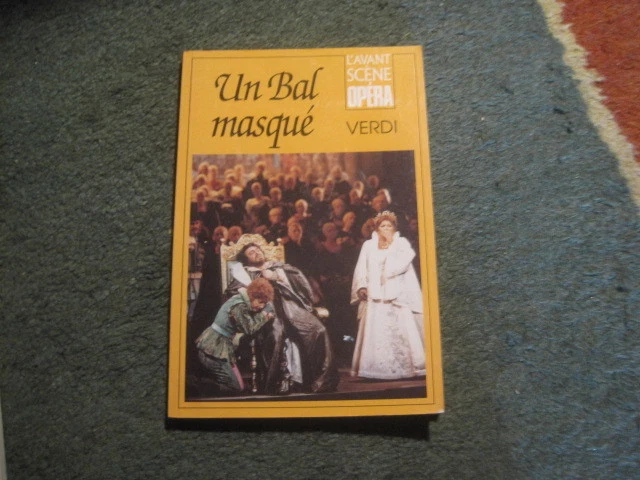 Un Bal
masqué
L'AVANT
SCÈNE
OPÉRA
VERDI